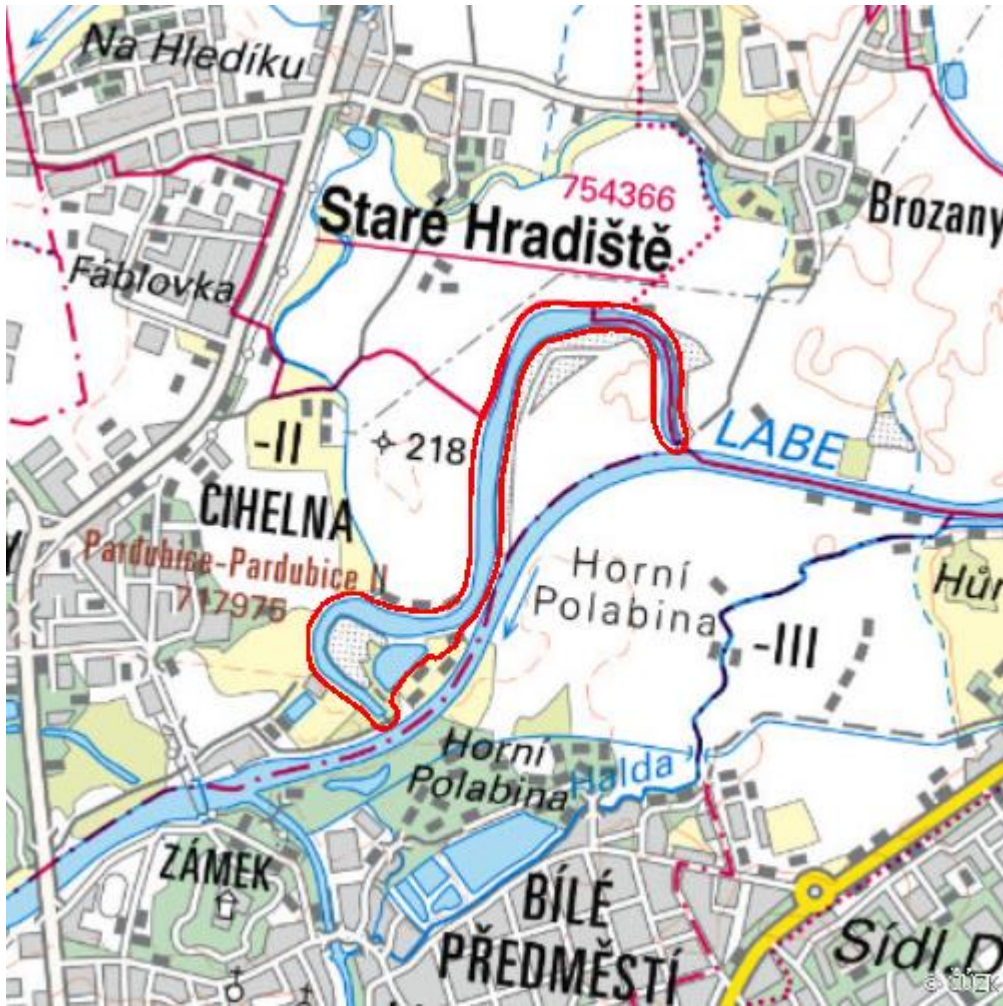 Na Hledíku
754366
Staré Hradiště
Brozany
Fáblovka
-II
218
LABE
CIHELNA
Pardubice-Pardubice II
717975
Horní
Polabina
-III
Horní
Polabina
Halda
ZÁMEK
BÍLÉ
PŘEDMĚSTÍ
Sídl.D